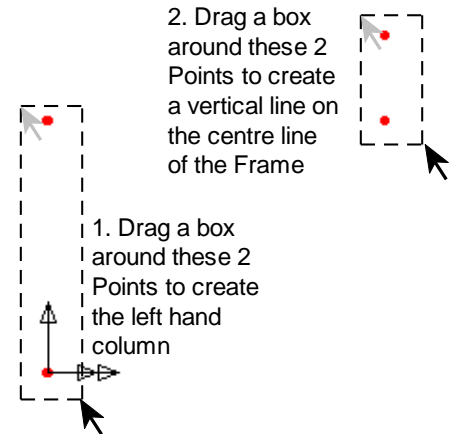 2. Drag a box
around these 2
Points to create
a vertical line on
the centre line
of the Frame
1. Drag a box
around these 2
Points to create
the left hand
column